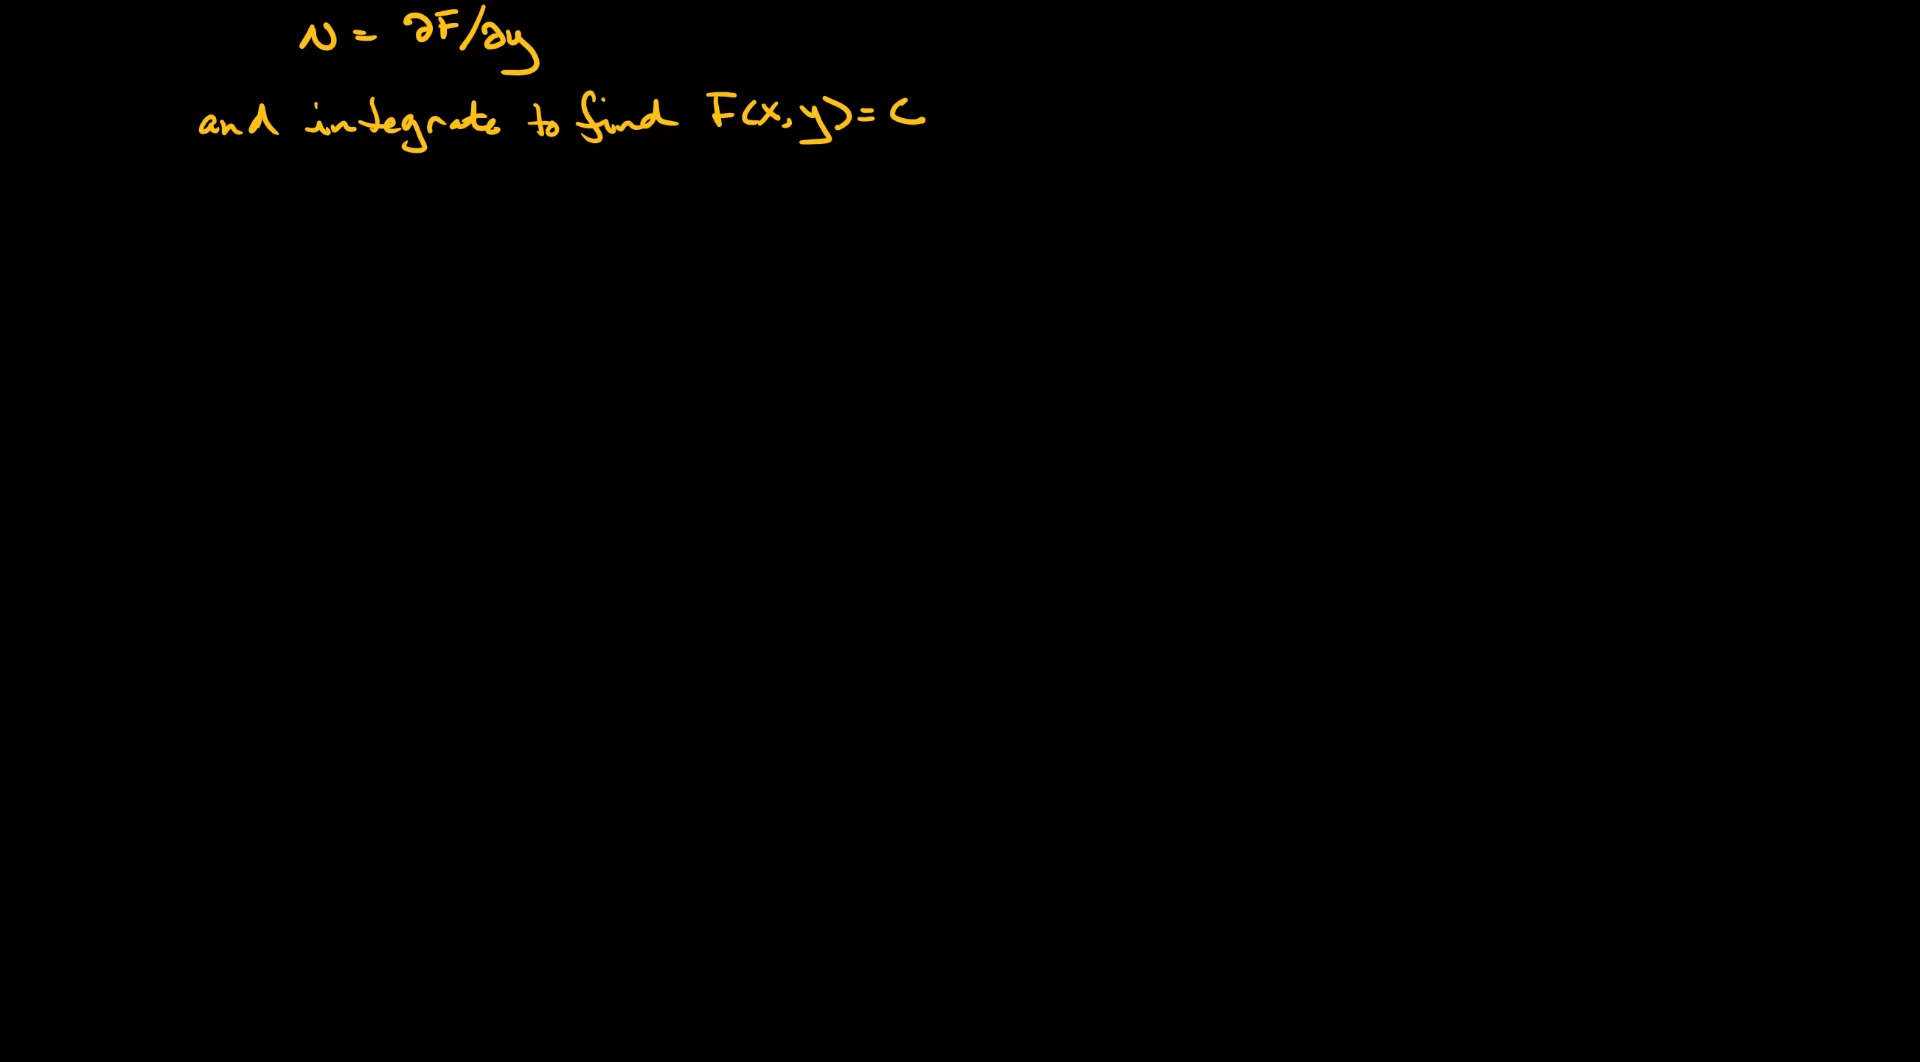 N = ∂F/∂y
and integrate to find F(x,y) = C